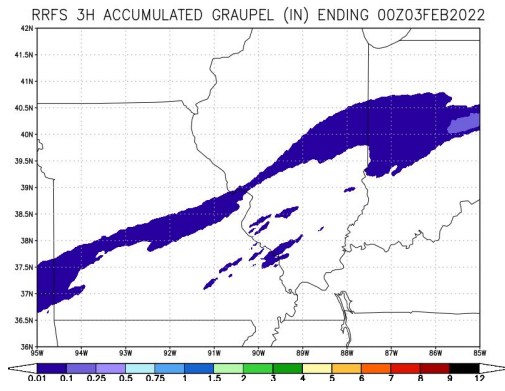 RRFS 3H ACCUMULATED GRAUPEL (IN) ENDING 00Z03FEB2022
42N
41.5N
41N
40.5N
40N
39.5N
39N
38.5N
38N
37.5N
37N
36.5N
36N
95W 94W 93W 92W 91W 90W 89W 88W 87W 86W 85W
0.01 0.1 0.25 0.5 0.75 1 1.5 2 3 4 5 6 7 8 9 12